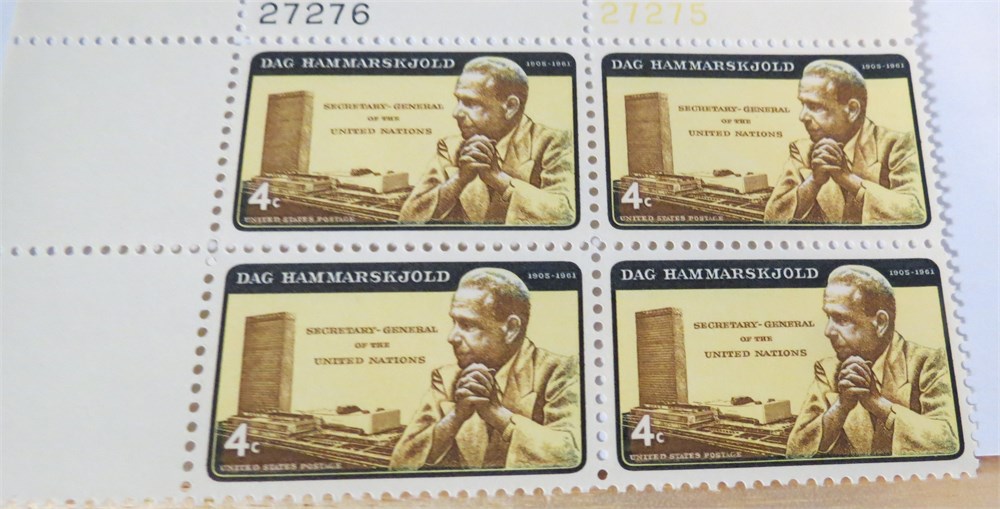 27276
27275
DAG HAMMARSKJOLD 1905-1961
SECRETARY-GENERAL
OF THE
UNITED NATIONS
4c
UNITED STATES POSTAGE
DAG HAMMARSKJOLD 1905-1961
SECRETARY-GENERAL
OF THE
UNITED NATIONS
4c
UNITED STATES POSTAGE
DAG HAMMARSKJOLD 1905-1961
SECRETARY-GENERAL
OF THE
UNITED NATIONS
4c
UNITED STATES POSTAGE
DAG HAMMARSKJOLD 1905-1961
SECRETARY-GENERAL
OF THE
UNITED NATIONS
4c
UNITED STATES POSTAGE